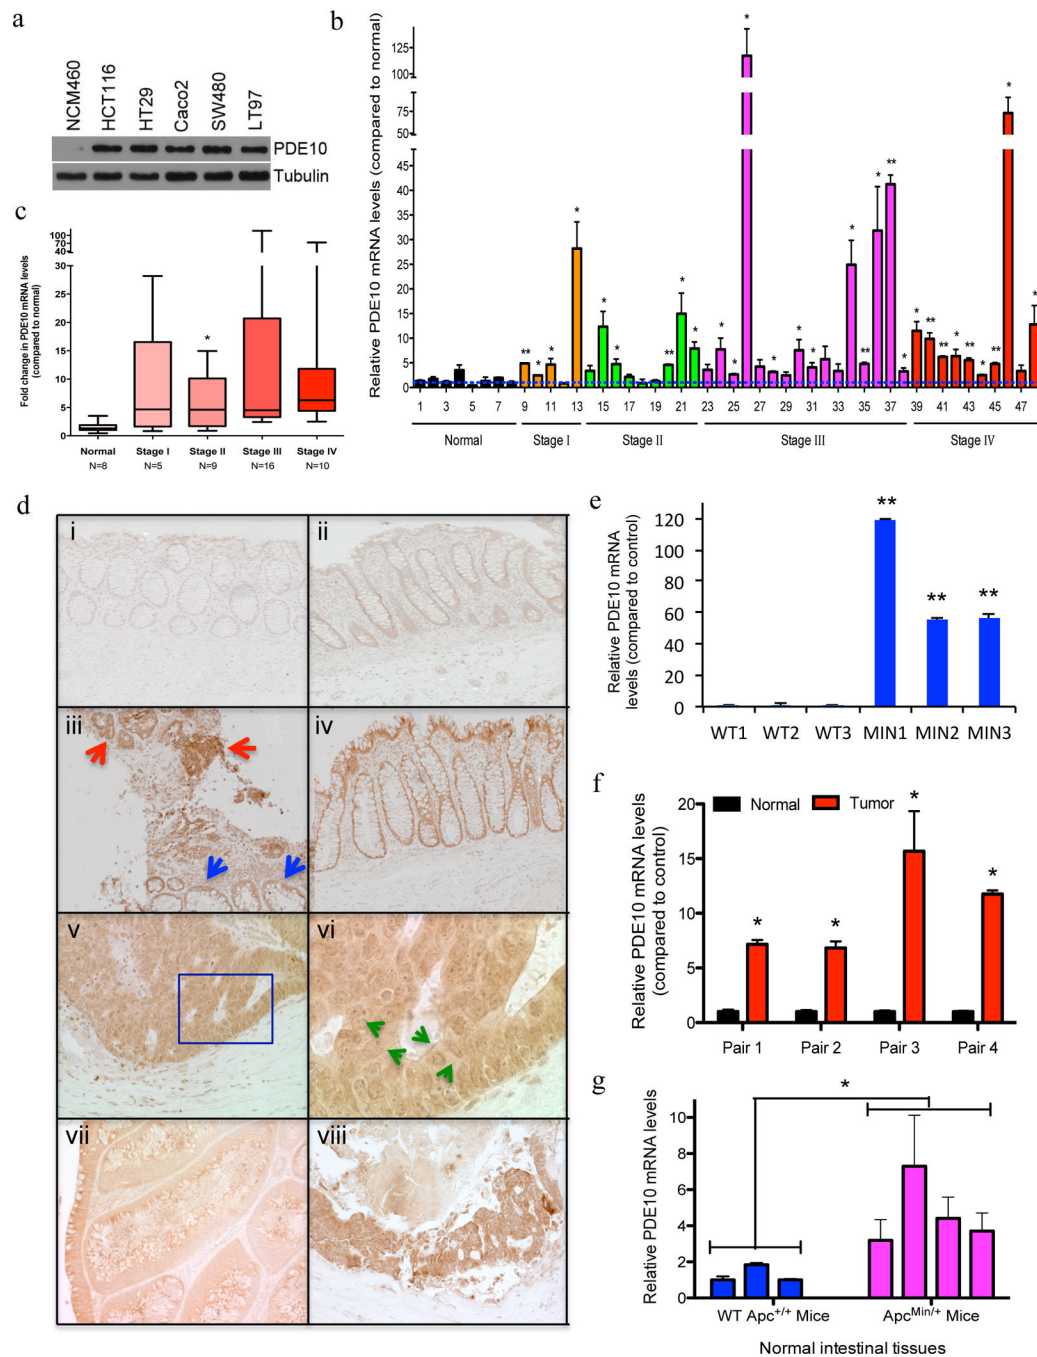 a
NCM460
HCT116
HT29
Caco2
SW480
LT97
PDE10
Tubulin
b
Relative PDE10 mRNA levels (compared to normal)
125
100
75
50
45
40
35
30
25
20
15
10
5
0
* ** * ** * * * * ** * * * * * * * * ** * ** * * ** ** * * * ** * *
1 3 5 7 9 11 13 15 17 19 21 23 25 27 29 31 33 35 37 39 41 43 45 47
Normal Stage I Stage II Stage III Stage IV
c
Fold change in PDE10 mRNA levels
(compared to normal)
100
70
40
30
25
20
15
10
5
0
*
Normal Stage I Stage II Stage III Stage IV
N=8 N=5 N=9 N=16 N=10
d
i ii
iii iv
v vi
vii viii
e
Relative PDE10 mRNA
levels (compared to control)
120
100
80
60
40
20
0
** ** **
WT1 WT2 WT3 MIN1 MIN2 MIN3
f
Relative PDE10 mRNA levels
(compared to control)
Normal Tumor
20
15
10
5
0
* * * *
Pair 1 Pair 2 Pair 3 Pair 4
g
Relative PDE10 mRNA levels
10
8
6
4
2
0
*
WT Apc+/+ Mice ApcMin/+ Mice
Normal intestinal tissues